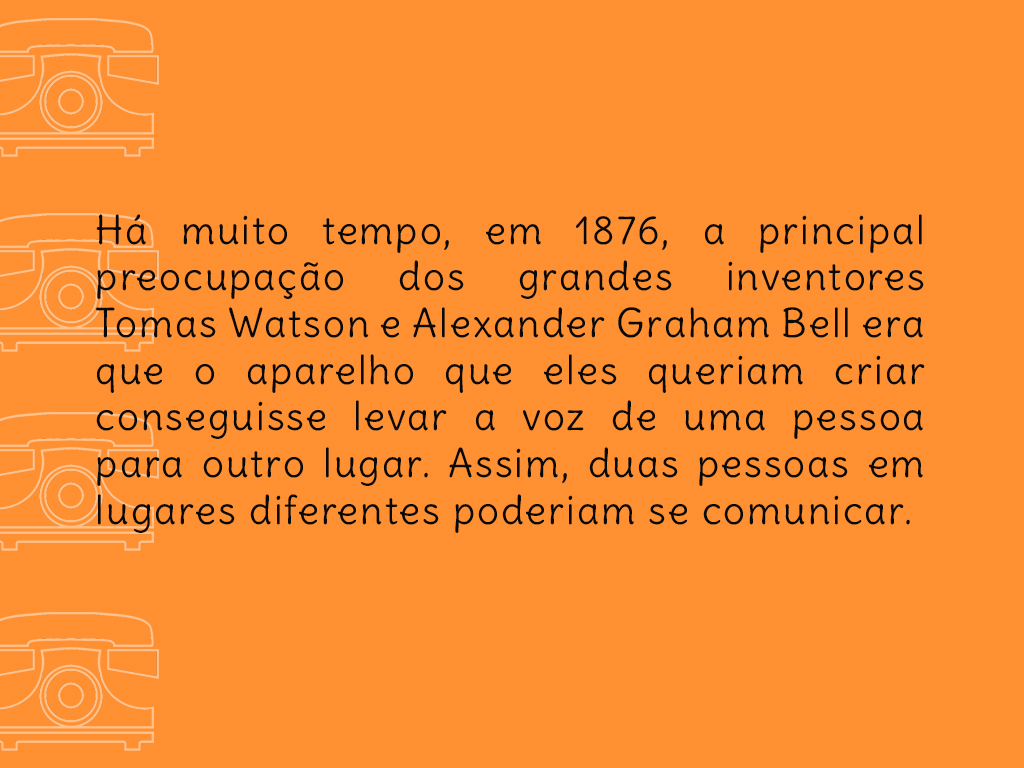 Há muito tempo, em 1876, a principal
preocupação dos grandes inventores
Tomas Watson e Alexander Graham Bell era
que o aparelho que eles queriam criar
conseguisse levar a voz de uma pessoa
para outro lugar. Assim, duas pessoas em
lugares diferentes poderiam se comunicar.